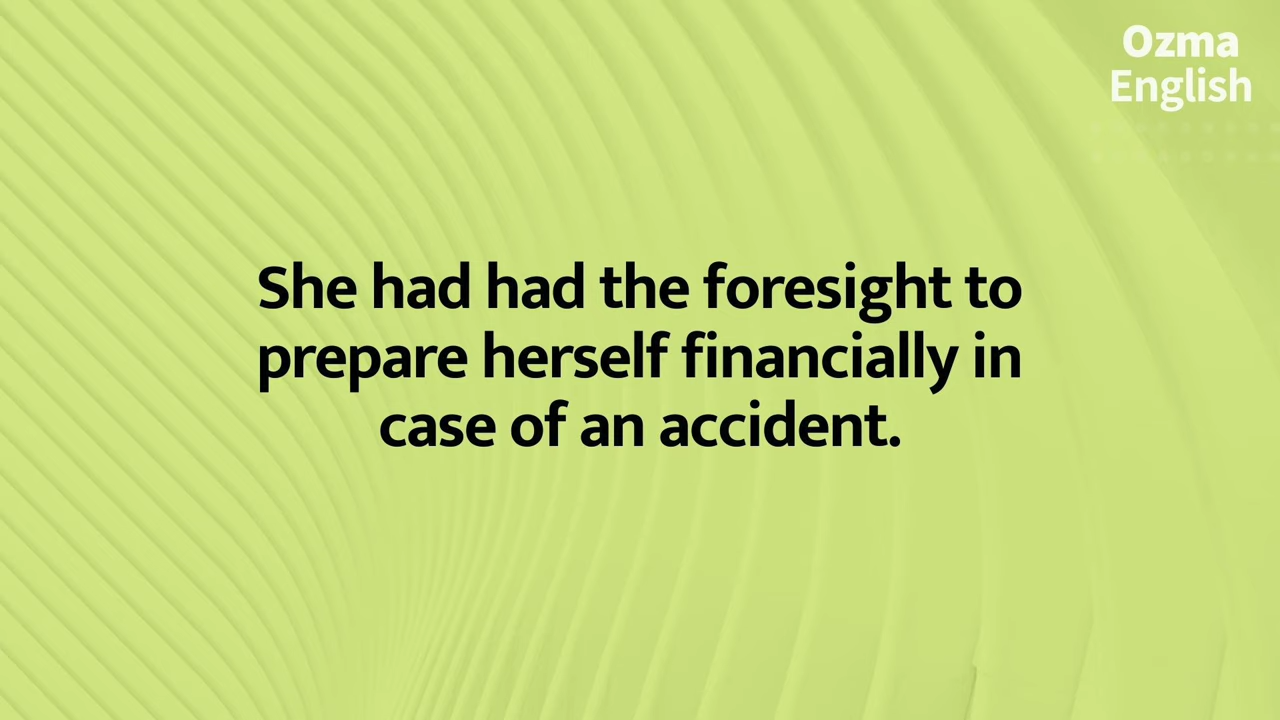 Ozma
English
She had had the foresight to
prepare herself financially in
case of an accident.